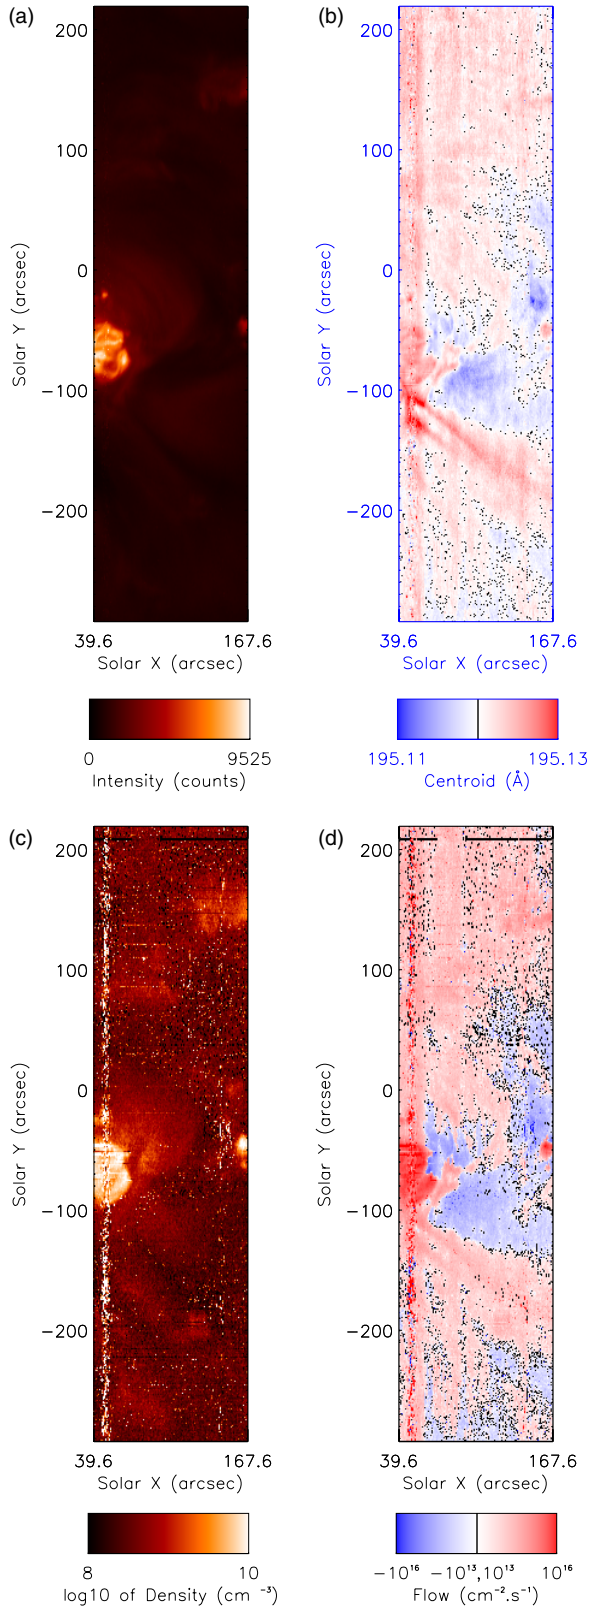 (a)
200
100
0
−100
−200
Solar Y (arcsec)
39.6 167.6
Solar X (arcsec)
0 9525
Intensity (counts)
(b)
200
100
0
−100
−200
Solar Y (arcsec)
39.6 167.6
Solar X (arcsec)
195.11 195.13
Centroid (Å)
(c)
200
100
0
−100
−200
Solar Y (arcsec)
39.6 167.6
Solar X (arcsec)
8 10
log10 of Density (cm ⁻³)
(d)
200
100
0
−100
−200
Solar Y (arcsec)
39.6 167.6
Solar X (arcsec)
−10¹⁶ −10¹³,10¹³ 10¹⁶
Flow (cm⁻².s⁻¹)